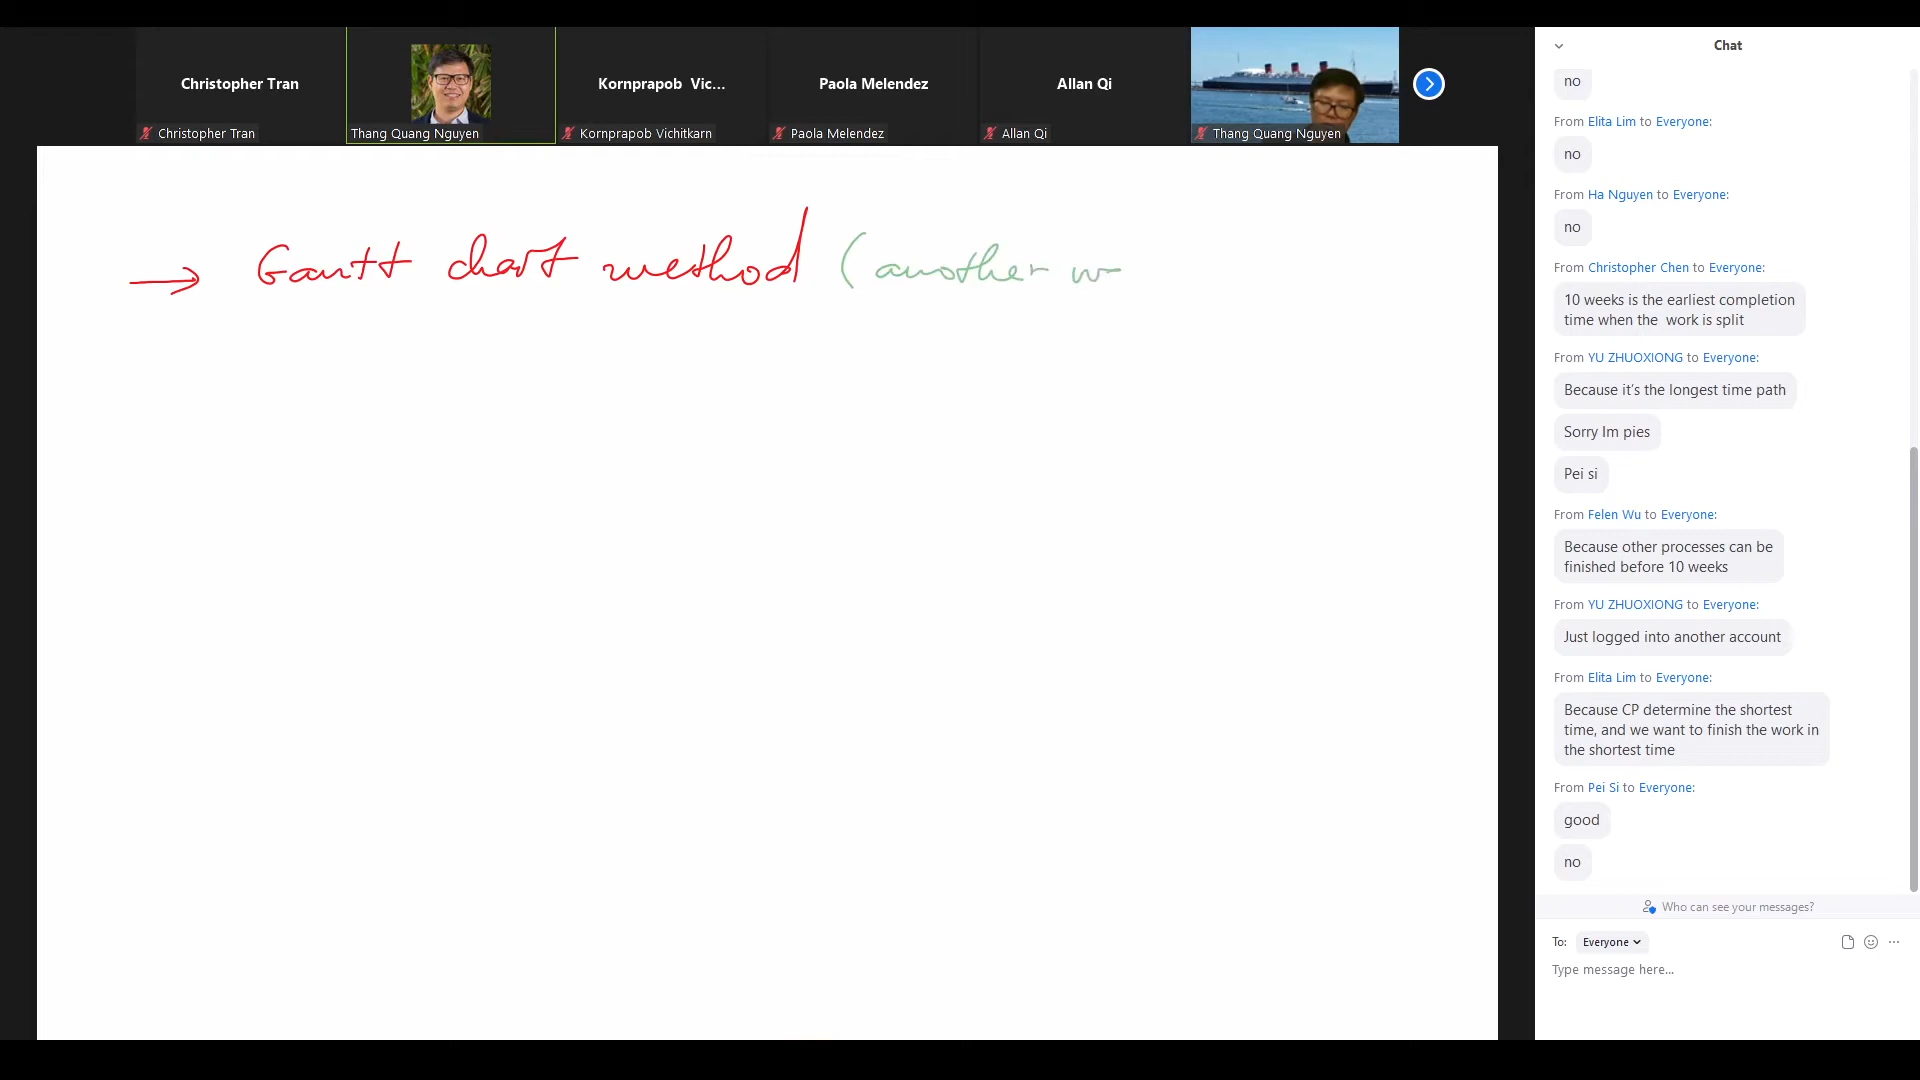 Christopher Tran
Kornprapob Vic...
Paola Melendez
Allan Qi
Christopher Tran
Thang Quang Nguyen
Kornprapob Vichitkarn
Paola Melendez
Allan Qi
Thang Quang Nguyen
→ Gantt chart method (another w
Chat
no
From Elita Lim to Everyone:
no
From Ha Nguyen to Everyone:
no
From Christopher Chen to Everyone:
10 weeks is the earliest completion
time when the work is split
From YU ZHUOXIONG to Everyone:
Because it's the longest time path
Sorry Im pies
Pei si
From Felen Wu to Everyone:
Because other processes can be
finished before 10 weeks
From YU ZHUOXIONG to Everyone:
Just logged into another account
From Elita Lim to Everyone:
Because CP determine the shortest
time, and we want to finish the work in
the shortest time
From Pei Si to Everyone:
good
no
Who can see your messages?
To: Everyone
Type message here...